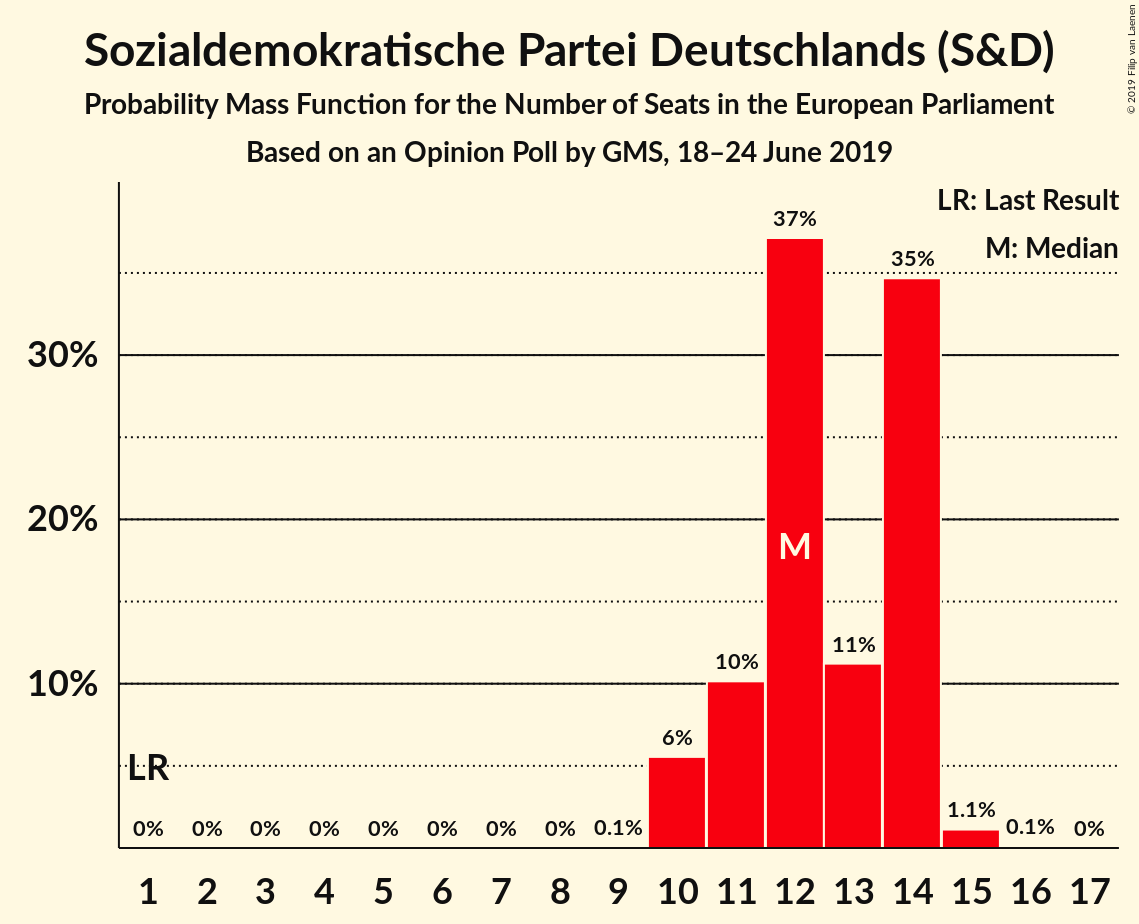 Sozialdemokratische Partei Deutschlands (S&D)
Probability Mass Function for the Number of Seats in the European Parliament
Based on an Opinion Poll by GMS, 18–24 June 2019
© 2019 Filip van Laenen
LR: Last Result
M: Median
37%
35%
30%
20%
M
11%
10%
10%
6%
LR
0% 0% 0% 0% 0% 0% 0% 0% 0.1% 1.1% 0.1% 0%
1 2 3 4 5 6 7 8 9 10 11 12 13 14 15 16 17